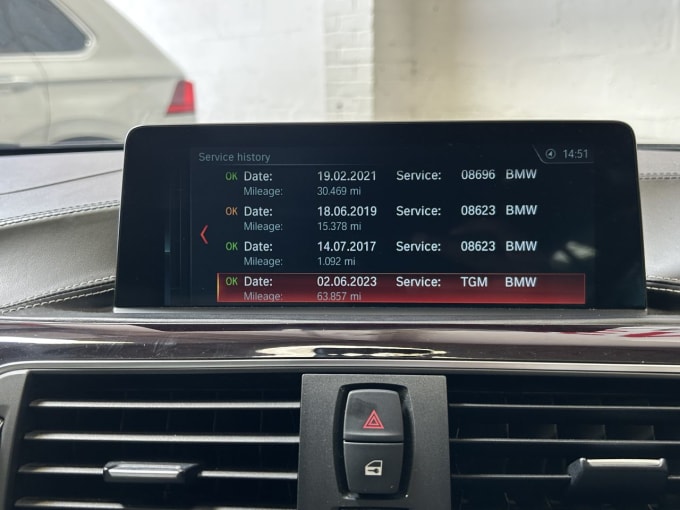 Service history 14:51
OK Date: 19.02.2021 Service: 08696 BMW
Mileage: 30.469 mi
OK Date: 18.06.2019 Service: 08623 BMW
Mileage: 15.378 mi
OK Date: 14.07.2017 Service: 08623 BMW
Mileage: 1.092 mi
OK Date: 02.06.2023 Service: TGM BMW
Mileage: 63.857 mi